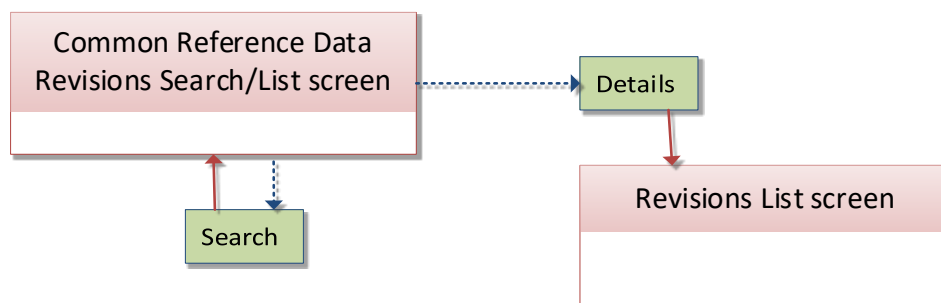 Common Reference Data
Revisions Search/List screen
Details
Revisions List screen
Search